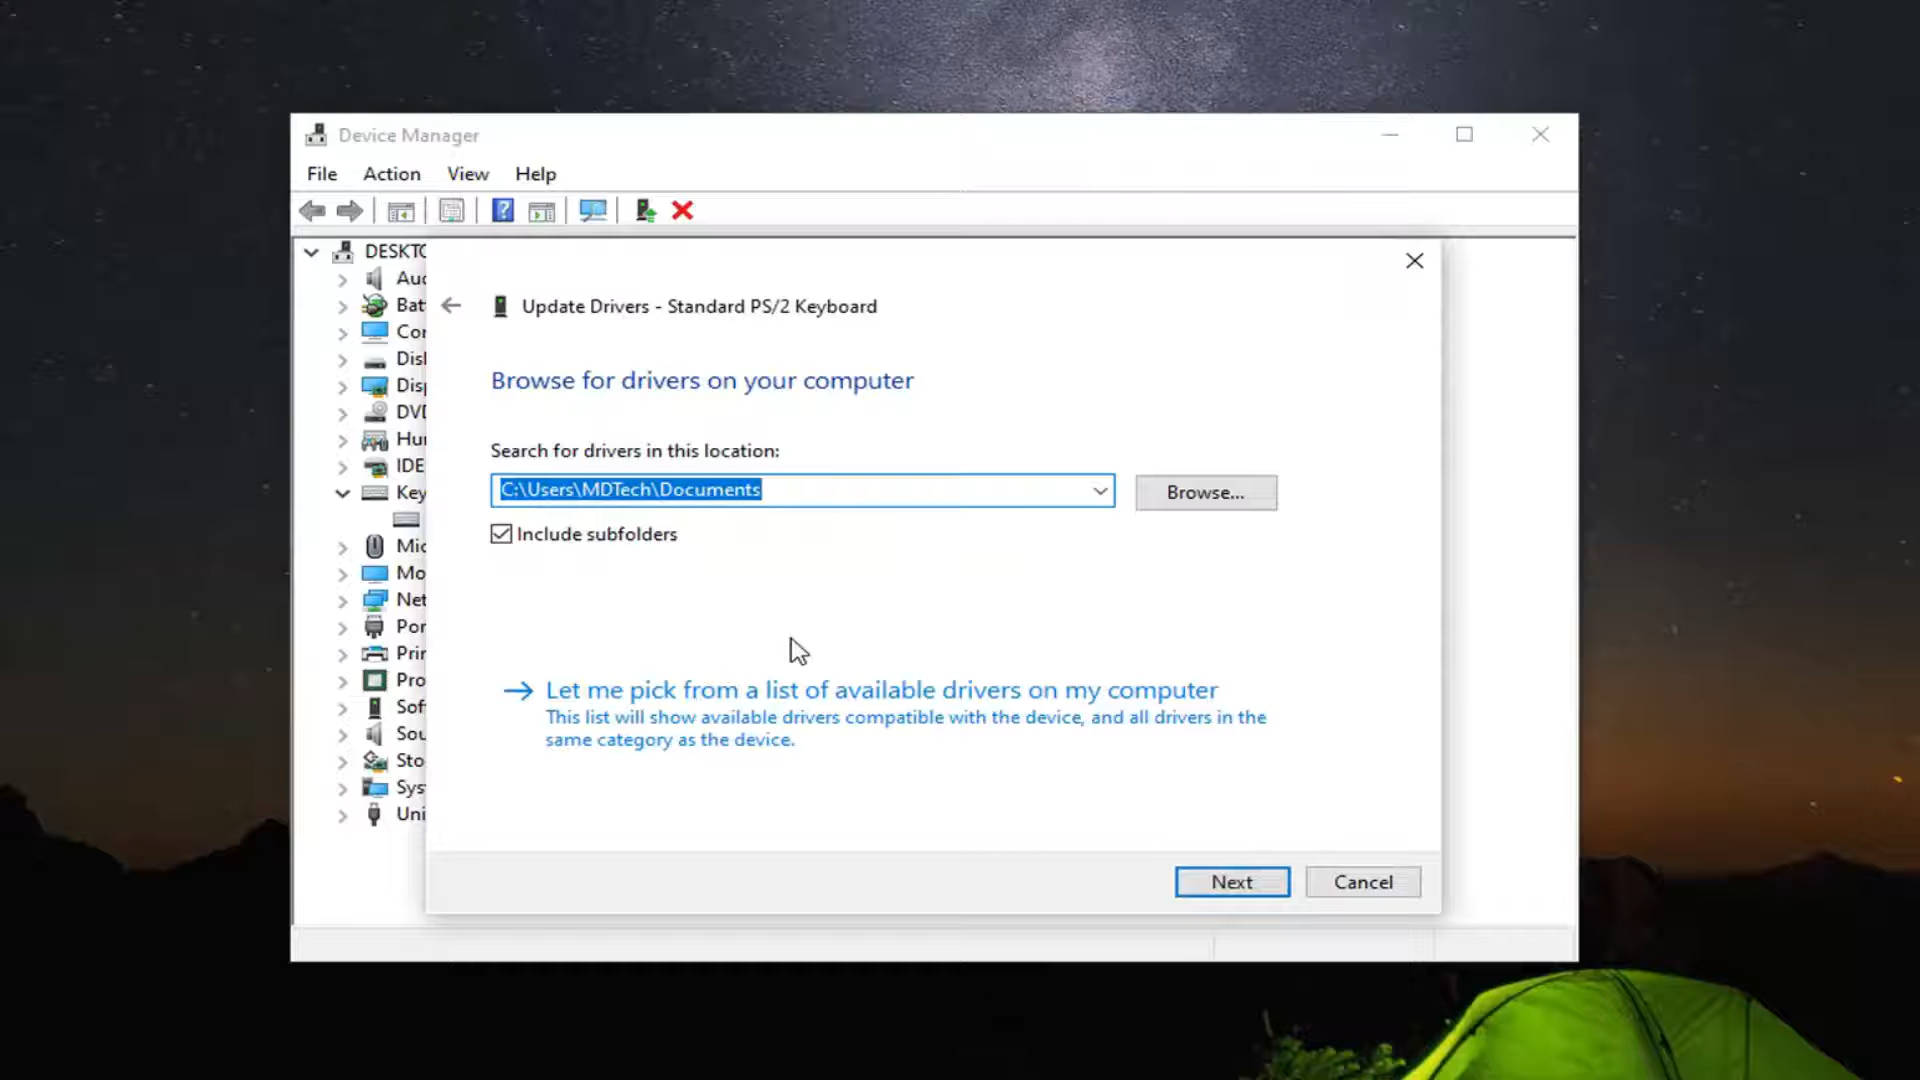 Device Manager
File Action View Help
DESKTO
Aud
Bat
Cor
Disl
Disp
DVD
Hur
IDE
Key
Mic
Mo
Net
Por
Prir
Pro
Sof
Sou
Sto
Sys
Uni
Update Drivers - Standard PS/2 Keyboard
Browse for drivers on your computer
Search for drivers in this location:
C:\Users\MDTech\Documents
Browse...
Include subfolders
Let me pick from a list of available drivers on my computer
This list will show available drivers compatible with the device, and all drivers in the
same category as the device.
Next Cancel